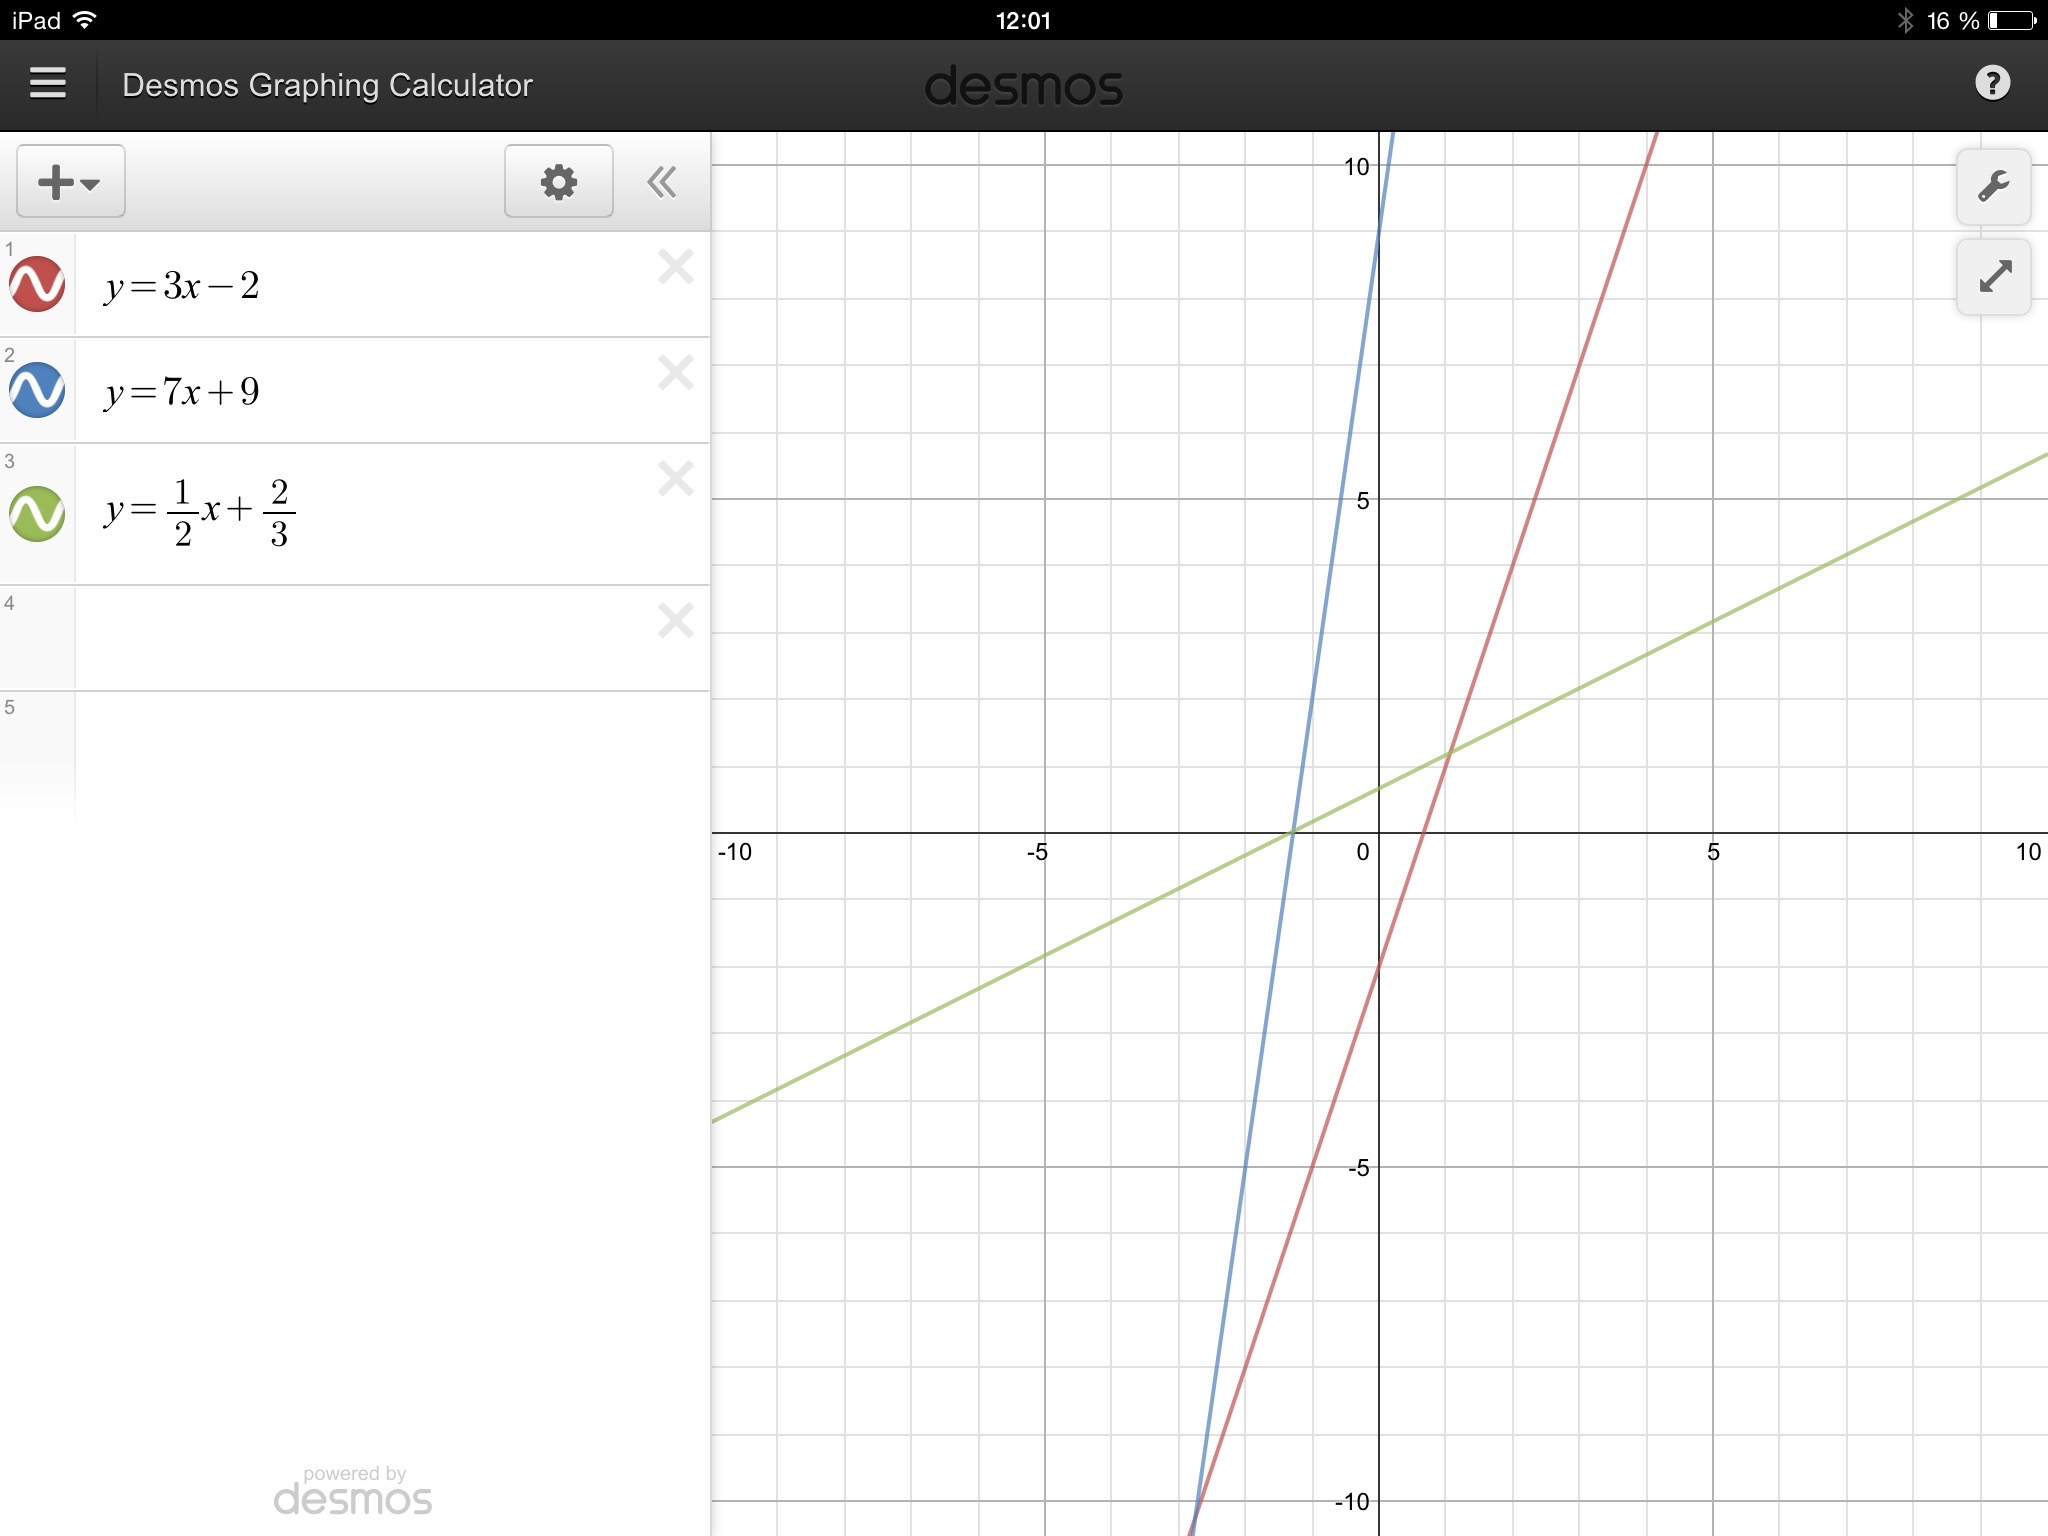 iPad 12:01 16 %
Desmos Graphing Calculator desmos
1 y=3x−2
2 y=7x+9
3 y=1/2x+2/3
4
5
powered by
desmos
10
5
-10 -5 0 5 10
-5
-10